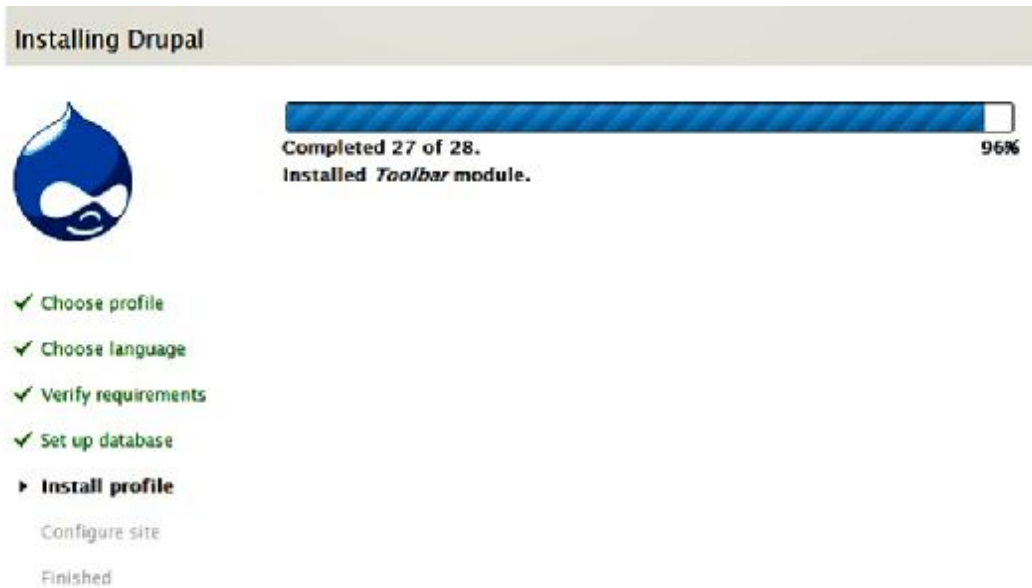 Installing Drupal
Completed 27 of 28.
96%
Installed Toolbar module.
Choose profile
Choose language
Verify requirements
Set up database
Install profile
Configure site
Finished